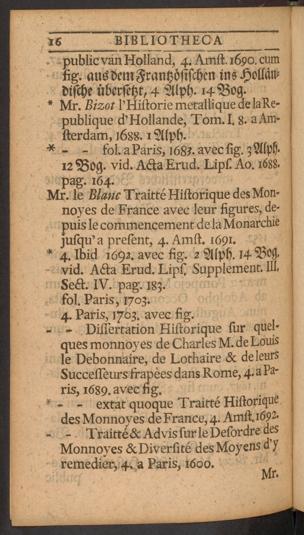 16 BIBLIOTHECA
public van Holland, 4. Amst. 1690. cum
fig. aus dem Frantzösischen ins Hollän-
dische übersetzt, 4 Alph. 14 Bog.
* Mr. Bizot l'Historie metallique de la Re-
publique d'Hollande, Tom. I, 8. a Am-
sterdam, 1688. 1 Alph.
* - - fol. a Paris, 1687. avec fig. 3 Alph.
12 Bog. vid. Acta Erud. Lips. Ao. 1688.
pag. 164.
Mr. le Blanc Traitté Historique des Mon-
noyes de France avec leur figures, de-
puis le commencement de la Monarchie
jusqu'a present, 4. Amst. 1691.
* 4. Ibid 1692. avec fig. 2 Alph. 14 Bog.
vid. Acta Erud. Lips, Supplement. III.
Sect. IV. pag. 183.
fol. Paris, 1703.
4. Paris, 1703. avec fig.
- - Dissertation Historique sur quel-
ques monnoyes de Charles M. de Louis
le Debonnaire, de Lothaire & de leurs
Successeurs frapées dans Rome, 4. a Pa-
ris, 1689. avec fig.
* - - extat quoque Traitté Historique
des Monnoyes de France, 4. Amst. 1692.
- - Traitté & Advis sur le Desordre des
Monnoyes & Diversité des Moyens d'y
remedier, 4. a Paris, 1600.
Mr.